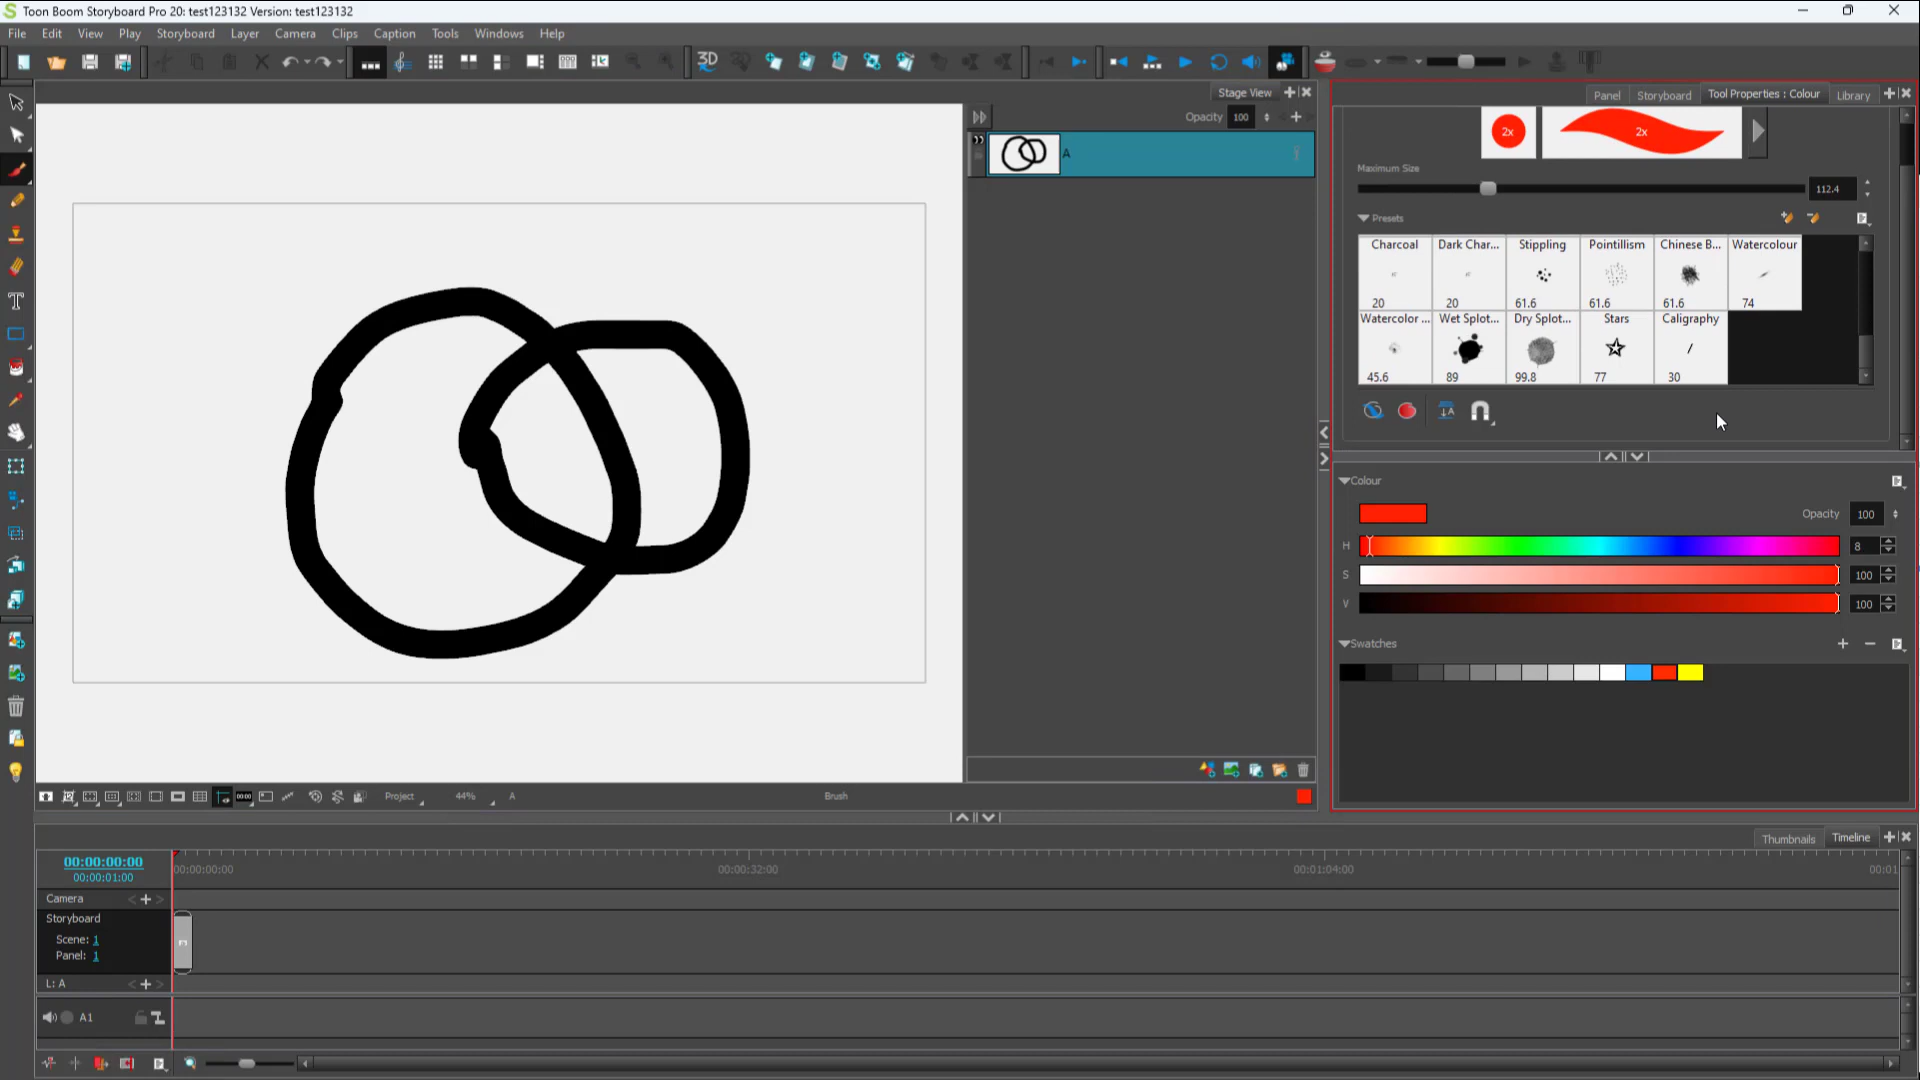 Toon Boom Storyboard Pro 20: test123132 Version: test123132
File Edit View Play Storyboard Layer Camera Clips Caption Tools Windows Help
3D
Stage View
Panel Storyboard Tool Properties : Colour Library
Opacity 100
A
2x 2x
Maximum Size
112.4
Presets
Charcoal Dark Char... Stippling Pointillism Chinese B... Watercolour
20 20 61.6 61.6 61.6 74
Watercolor ... Wet Splot... Dry Splot... Stars Caligraphy
45.6 89 99.8 77 30
Colour
Opacity 100
H 8
S 100
V 100
Swatches
Project 44% A Brush
Thumbnails Timeline
00:00:00:00
00:00:01:00
00:00:00:00 00:00:32:00 00:01:04:00 00:01
Camera
Storyboard
Scene: 1
Panel: 1
L: A
A1